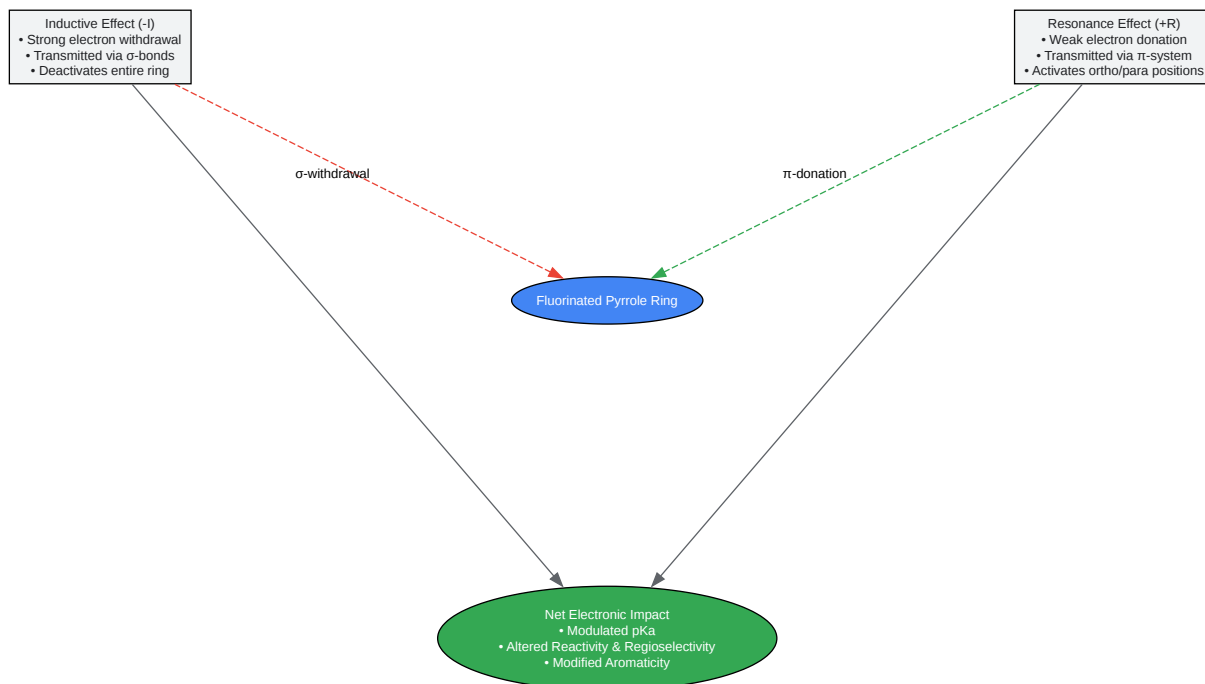 Inductive Effect (-I)
• Strong electron withdrawal
• Transmitted via σ-bonds
• Deactivates entire ring
Resonance Effect (+R)
• Weak electron donation
• Transmitted via π-system
• Activates ortho/para positions
σ-withdrawal
π-donation
Fluorinated Pyrrole Ring
Net Electronic Impact
• Modulated pKa
• Altered Reactivity & Regioselectivity
• Modified Aromaticity